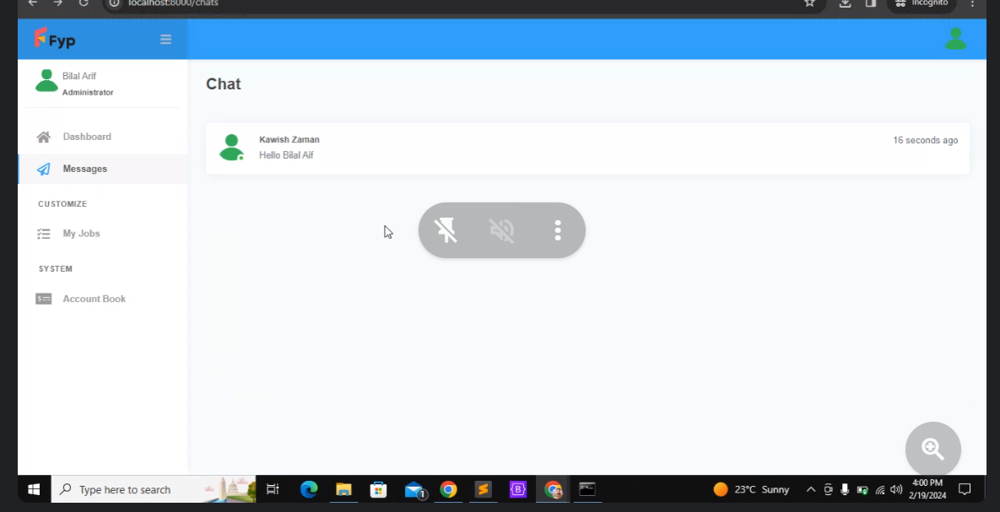 localhost:8000/chats
Incognito
Fyp
Bilal Arif
Administrator
Chat
Dashboard
Messages
CUSTOMIZE
My Jobs
SYSTEM
Account Book
Kawish Zaman
16 seconds ago
Hello Bilal Aif
Type here to search
1
{B}
23°C Sunny
4:00 PM
2/19/2024